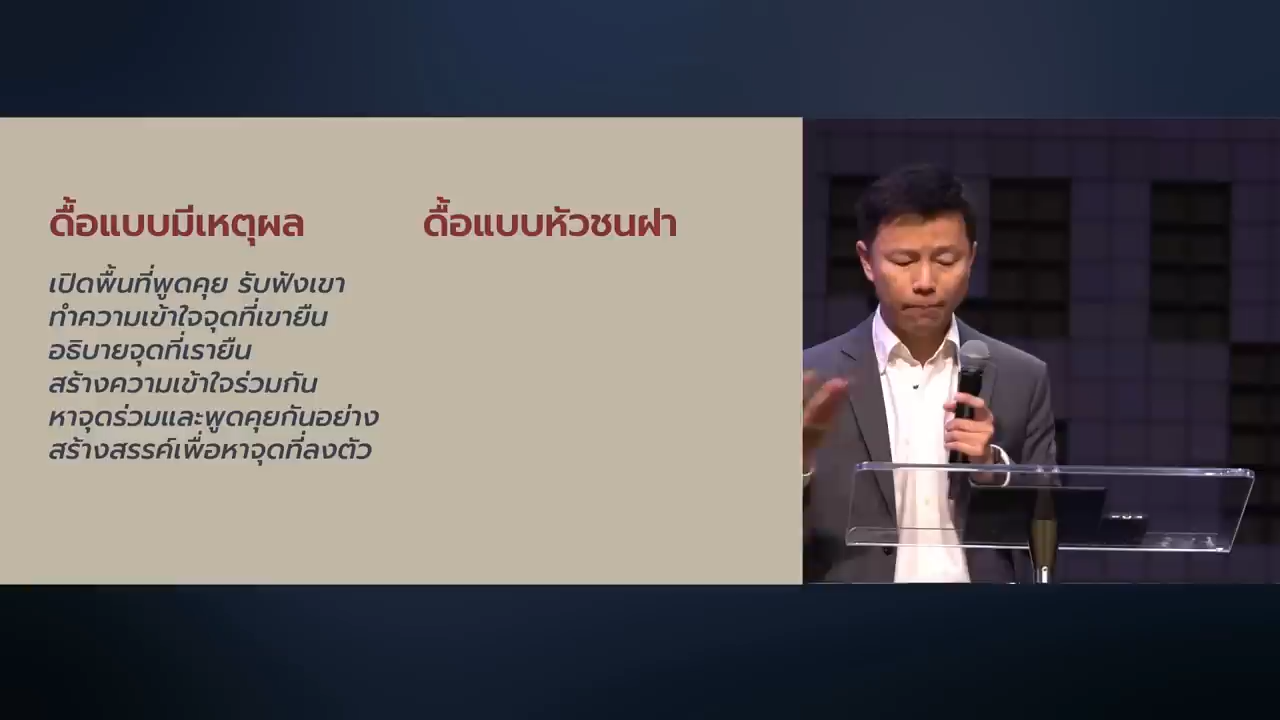 ดื้อแบบมีเหตุผล
เปิดพื้นที่พูดคุย รับฟังเขา
ทำความเข้าใจจุดที่เขายืน
อธิบายจุดที่เรายืน
สร้างความเข้าใจร่วมกัน
หาจุดร่วมและพูดคุยกันอย่าง
สร้างสรรค์เพื่อหาจุดที่ลงตัว
ดื้อแบบหัวชนฝา